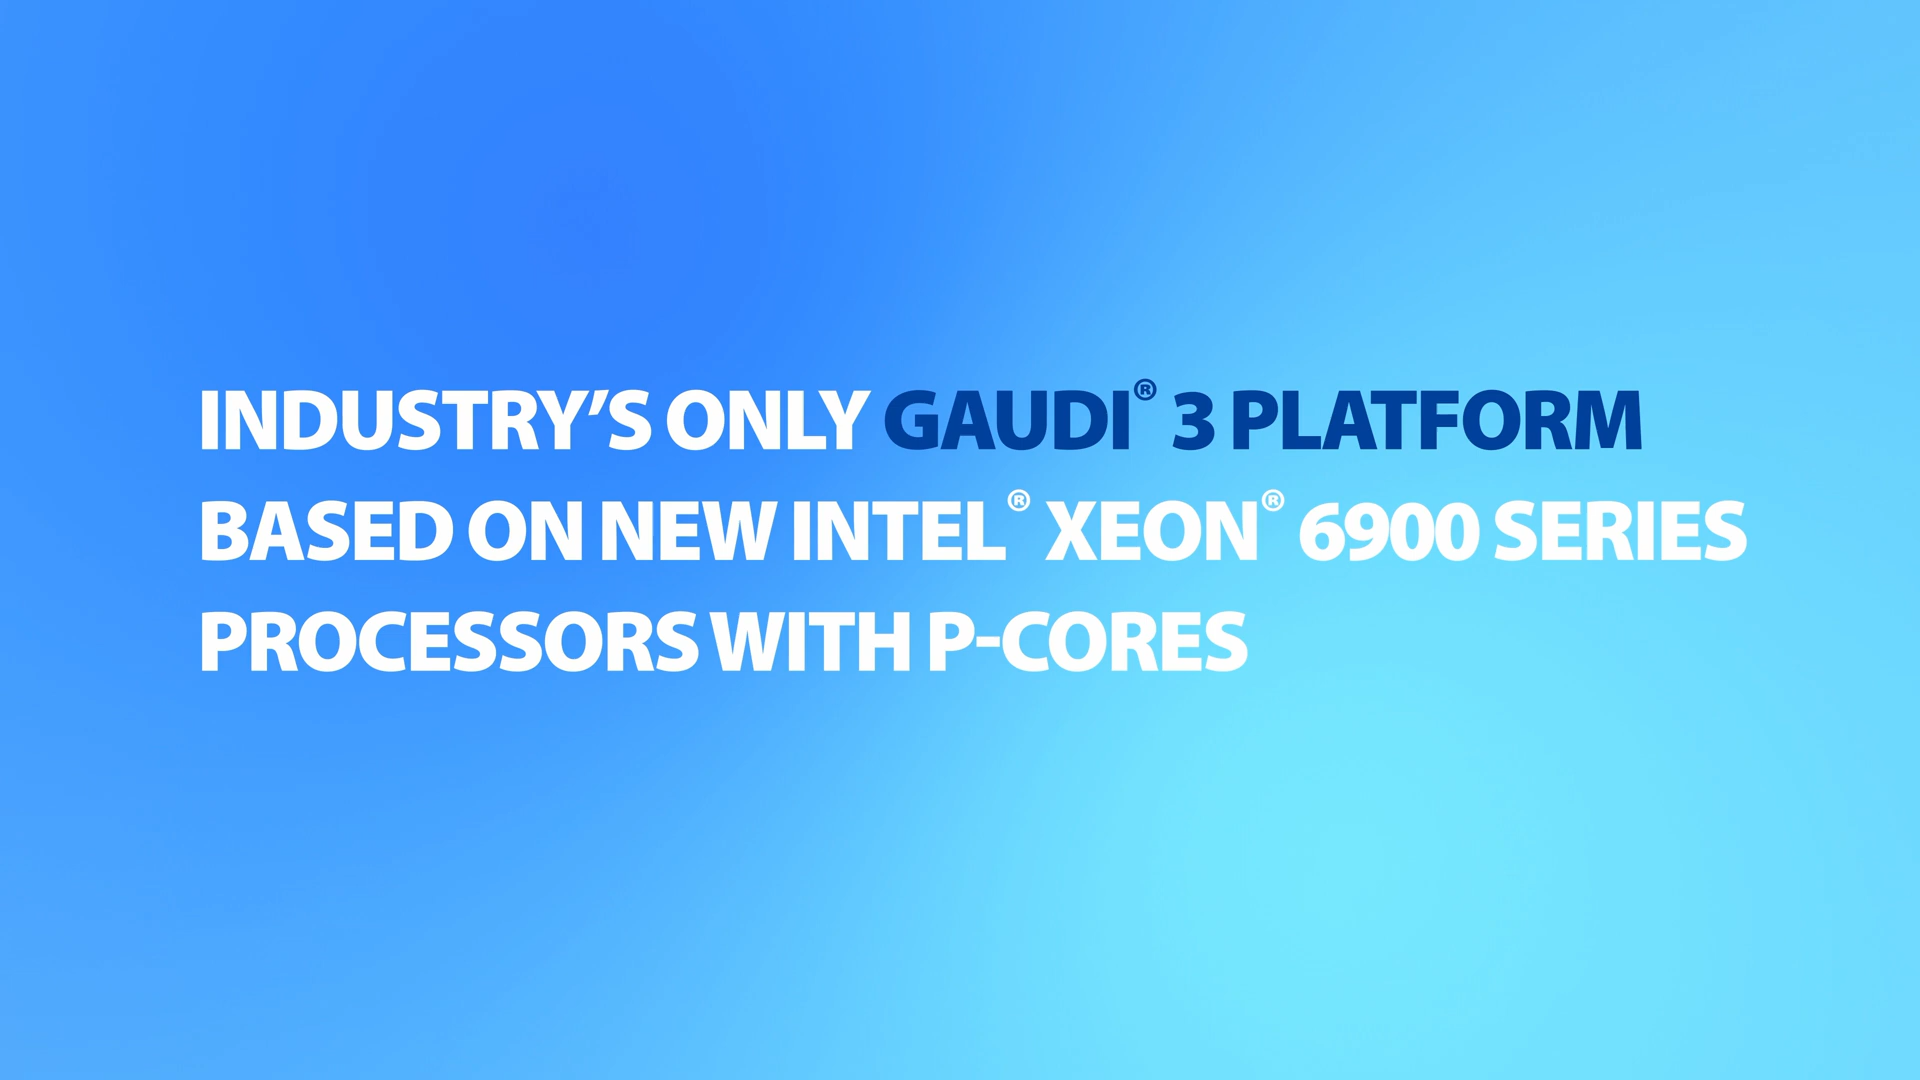 INDUSTRY’S ONLY GAUDI® 3 PLATFORM
BASED ON NEW INTEL® XEON® 6900 SERIES
PROCESSORS WITH P-CORES